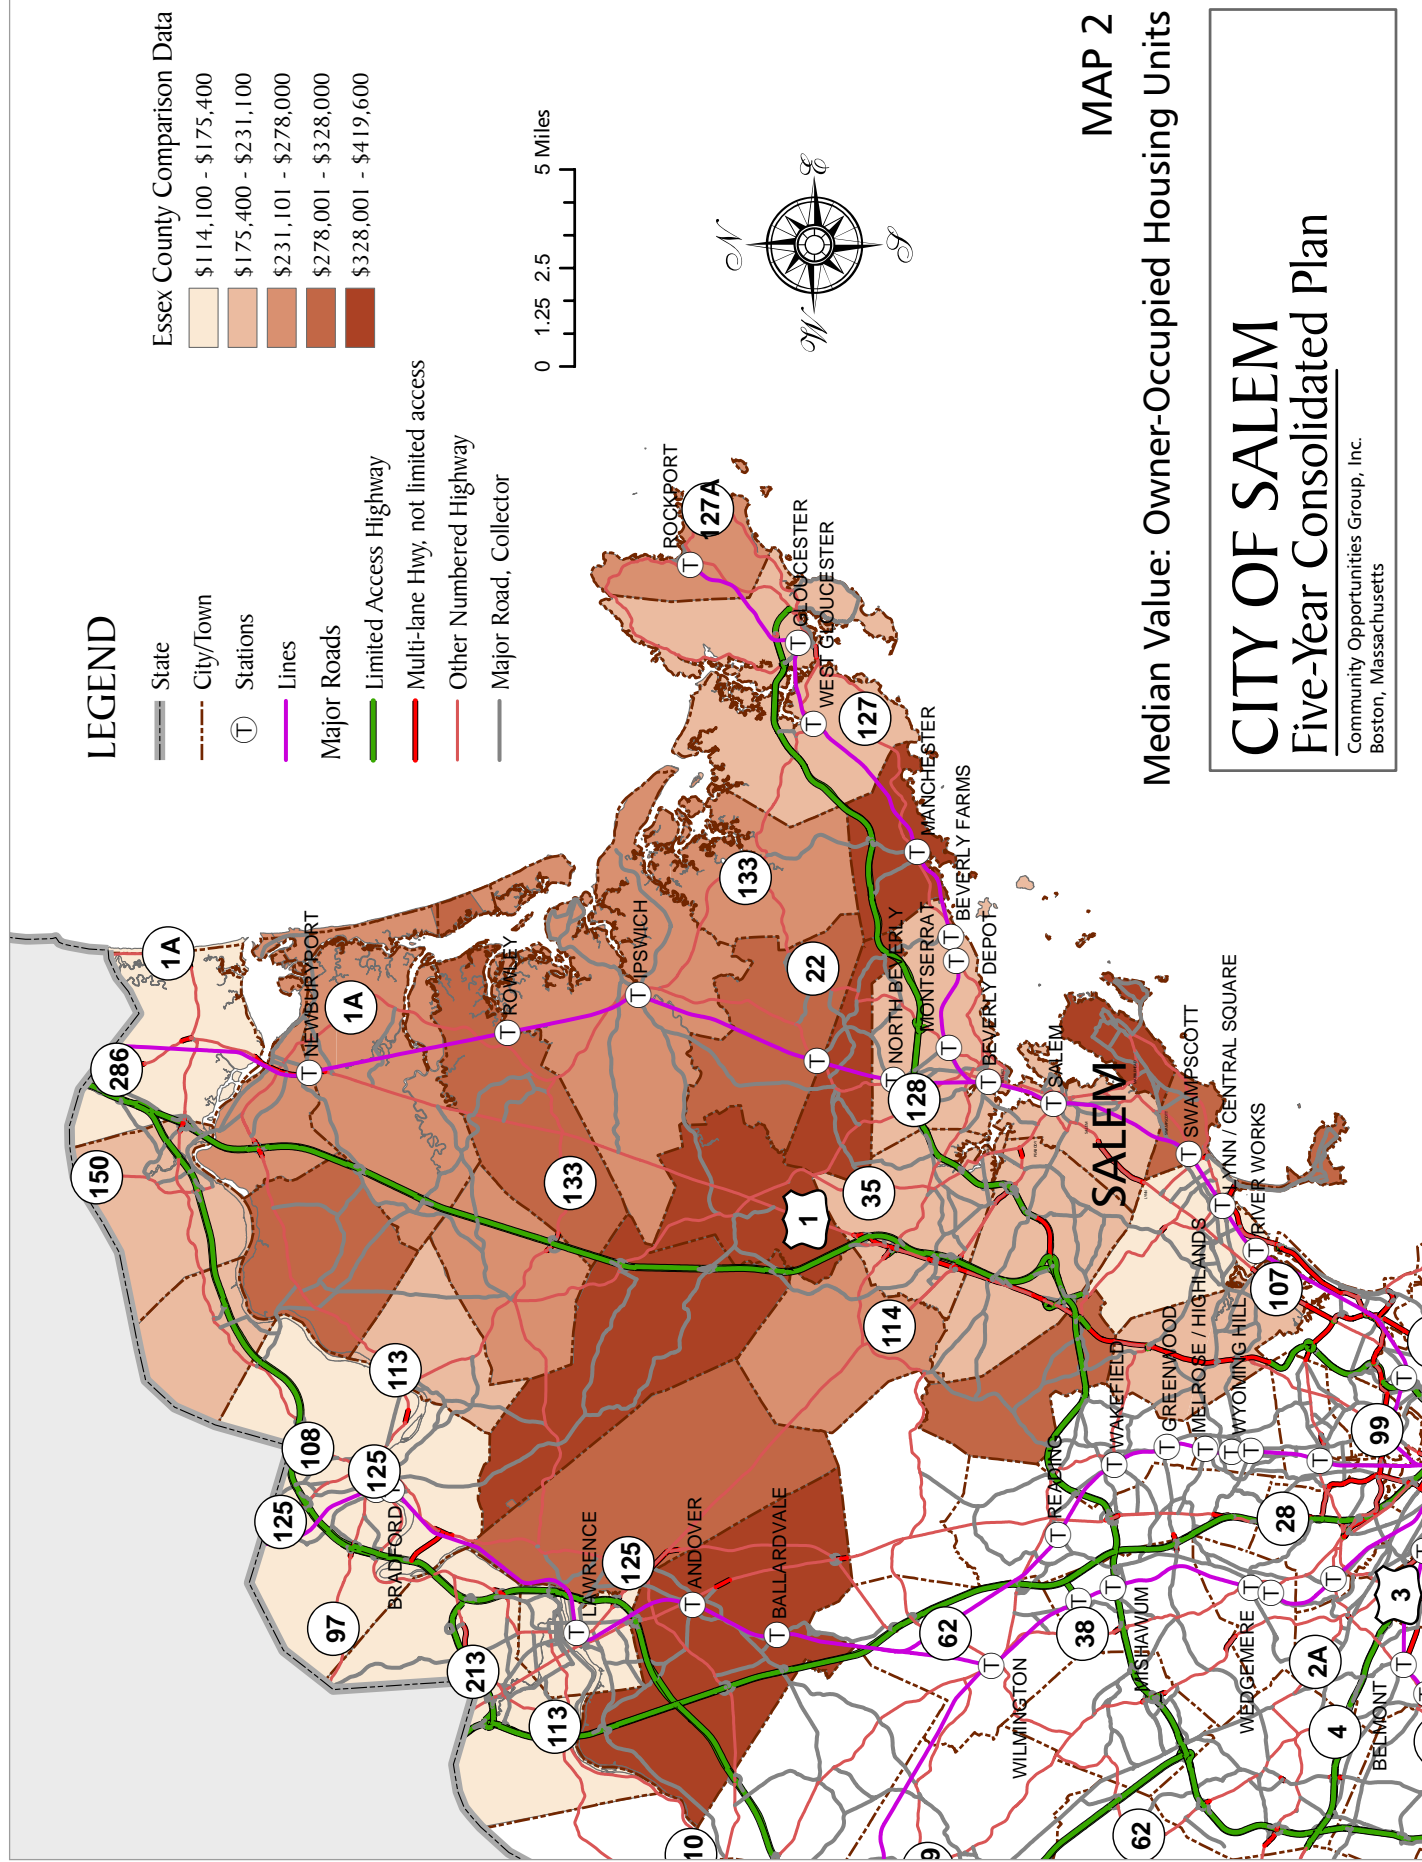 LEGEND
State
City/Town
Stations
Lines
Major Roads
Limited Access Highway
Multi-lane Hwy, not limited access
Other Numbered Highway
Major Road, Collector
Essex County Comparison Data
$114,100 - $175,400
$175,400 - $231,100
$231,101 - $278,000
$278,001 - $328,000
$328,001 - $419,600
0 1.25 2.5 5 Miles
N
W
E
S
MAP 2
Median Value: Owner-Occupied Housing Units
CITY OF SALEM
Five-Year Consolidated Plan
Community Opportunities Group, Inc.
Boston, Massachusetts
1A
286
150
NEWBURYPORT
1A
113
108
125
125
97
BRADFORD
213
113
LAWRENCE
125
ANDOVER
BALLARDVALE
ROWLEY
133
IPSWICH
133
22
1
35
114
128
NORTH BEVERLY
MONTSERRAT
BEVERLY DEPOT
BEVERLY FARMS
MANCHESTER
127
WEST GLOUCESTER
GLOUCESTER
ROCKPORT
127A
SALEM
SALEM
SWAMPSCOTT
LYNN / CENTRAL SQUARE
RIVER WORKS
107
WYOMING HILL
MELROSE / HIGHLANDS
GREENWOOD
WAKEFIELD
READING
99
28
62
38
MISHAWUM
WILMINGTON
WEDGEMERE
2A
3
4
BELMONT
62
10
9